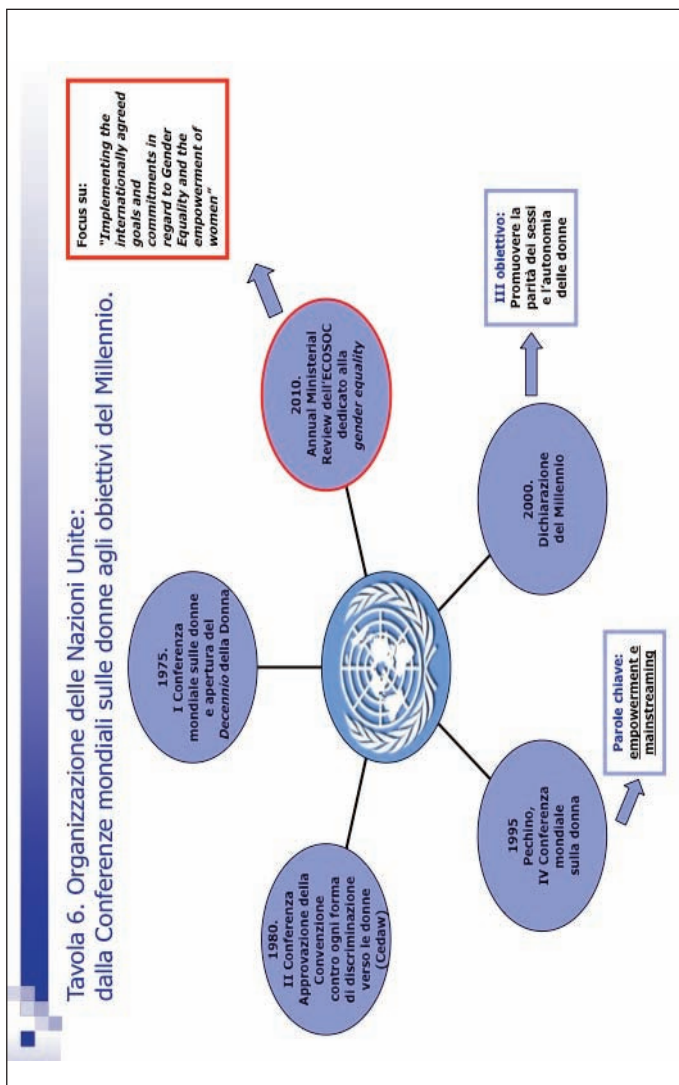 Tavola 6. Organizzazione delle Nazioni Unite:
dalla Conferenze mondiali sulle donne agli obiettivi del Millennio.
Focus su:
"Implementing the
internationally agreed
goals and
commitments in
regard to Gender
Equality and the
empowerment of
women"
1975.
I Conferenza
mondiale sulle donne
e apertura del
Decennio della Donna
2010.
Annual Ministerial
Review dell'ECOSOC
dedicato alla
gender equality
1980.
II Conferenza
Approvazione della
Convenzione
contro ogni forma
di discriminazione
verso le donne
(Cedaw)
1995
Pechino,
IV Conferenza
mondiale
sulla donna
2000.
Dichiarazione
del Millennio
III obiettivo:
Promuovere la
parità dei sessi
e l'autonomia
delle donne
Parole chiave:
empowerment e
mainstreaming